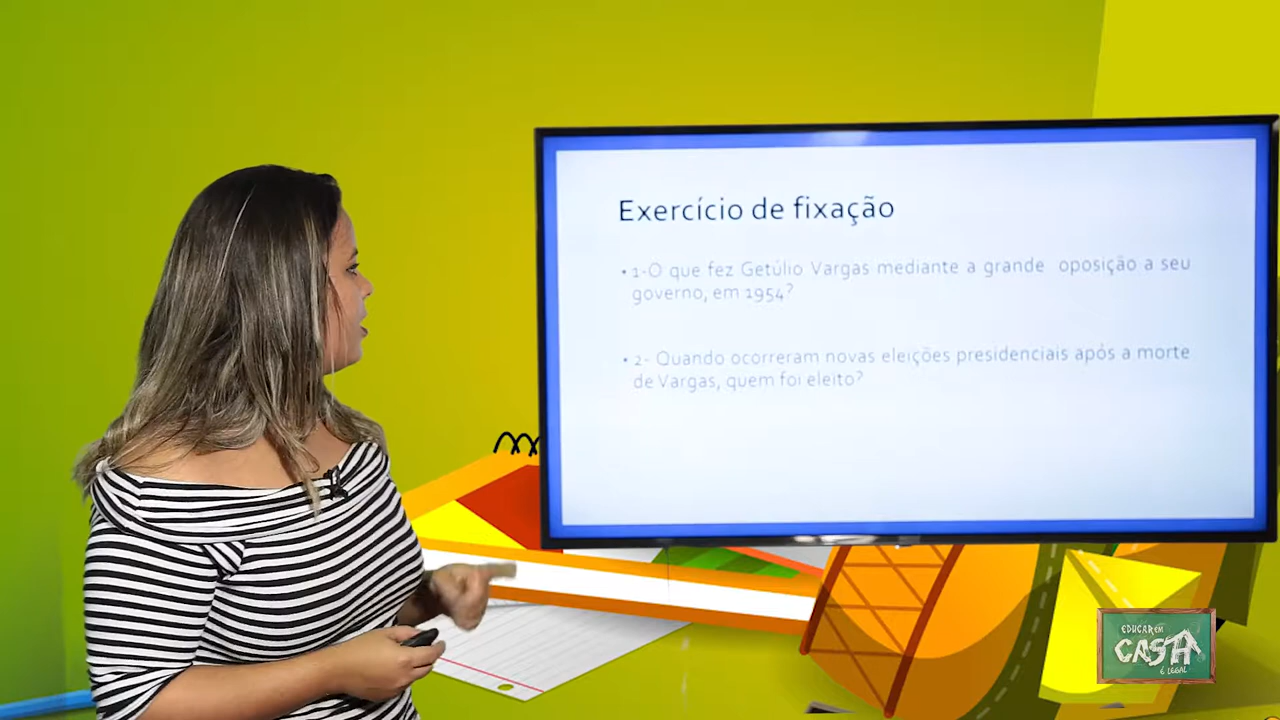 Exercício de fixação
• 1-O que fez Getúlio Vargas mediante a grande oposição a seu
governo, em 1954?
• 2- Quando ocorreram novas eleições presidenciais após a morte
de Vargas, quem foi eleito?
EDUCAR EM
CASA
É LEGAL